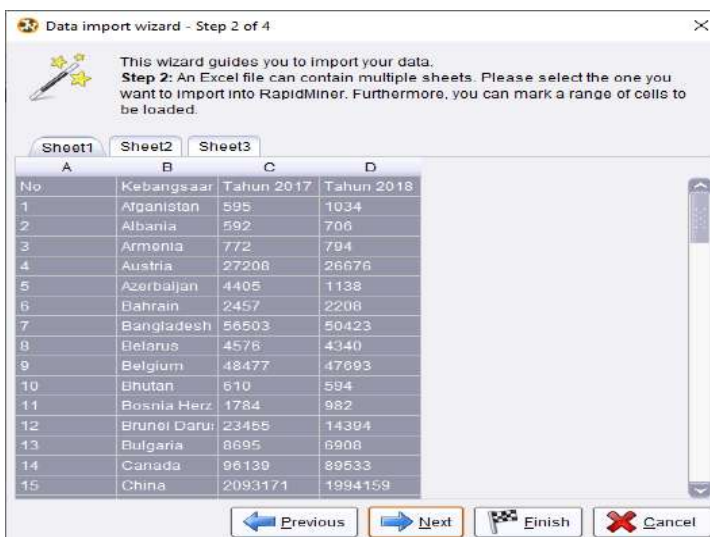 Data import wizard - Step 2 of 4
This wizard guides you to import your data.
Step 2: An Excel file can contain multiple sheets. Please select the one you
want to import into RapidMiner. Furthermore, you can mark a range of cells to
be loaded.
Sheet1 Sheet2 Sheet3
A B C D
No Kebangsaar Tahun 2017 Tahun 2018
1 Afganistan 595 1034
2 Albania 592 706
3 Armenia 772 794
4 Austria 27208 26676
5 Azerbaijan 4405 1138
6 Bahrain 2457 2208
7 Bangladesh 56503 50423
8 Belarus 4576 4340
9 Belgium 48477 47693
10 Bhutan 610 594
11 Bosnia Herz 1784 982
12 Brunei Daru 23455 14394
13 Bulgaria 8695 6908
14 Canada 96139 89533
15 China 2093171 1994159
Previous Next Finish Cancel